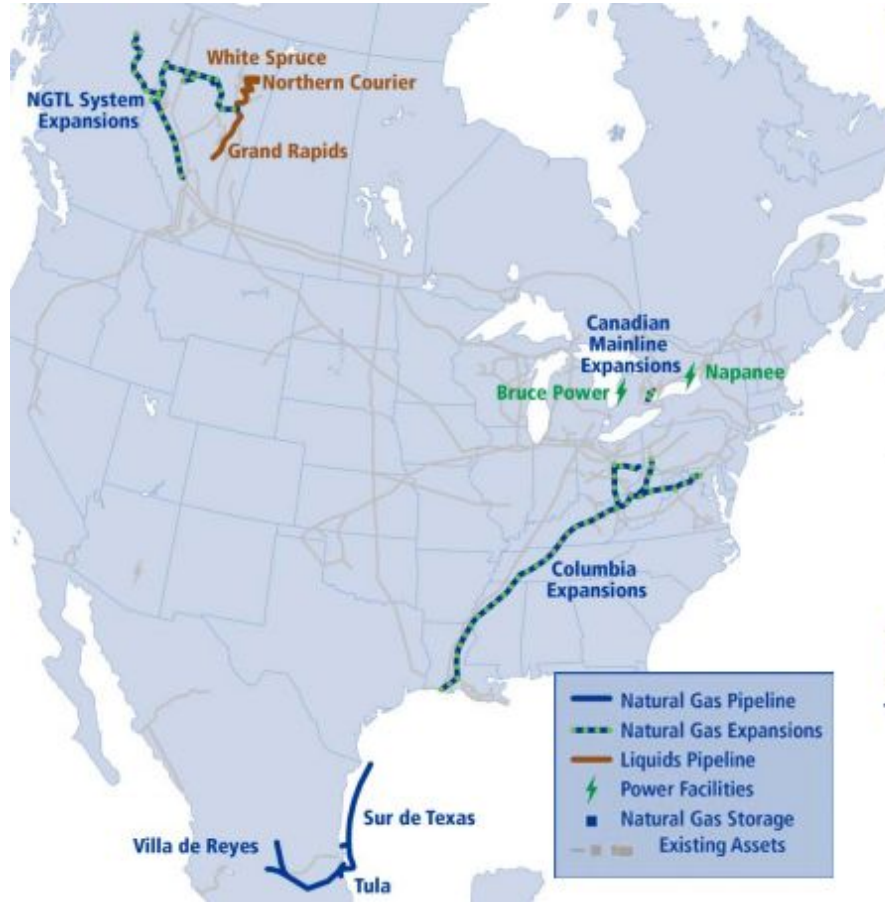 White Spruce
Northern Courier
NGTL System
Expansions
Grand Rapids
Canadian
Mainline
Expansions
Napanee
Bruce Power
Columbia
Expansions
Natural Gas Pipeline
Natural Gas Expansions
Liquids Pipeline
Power Facilities
Natural Gas Storage
Existing Assets
Sur de Texas
Villa de Reyes
Tula